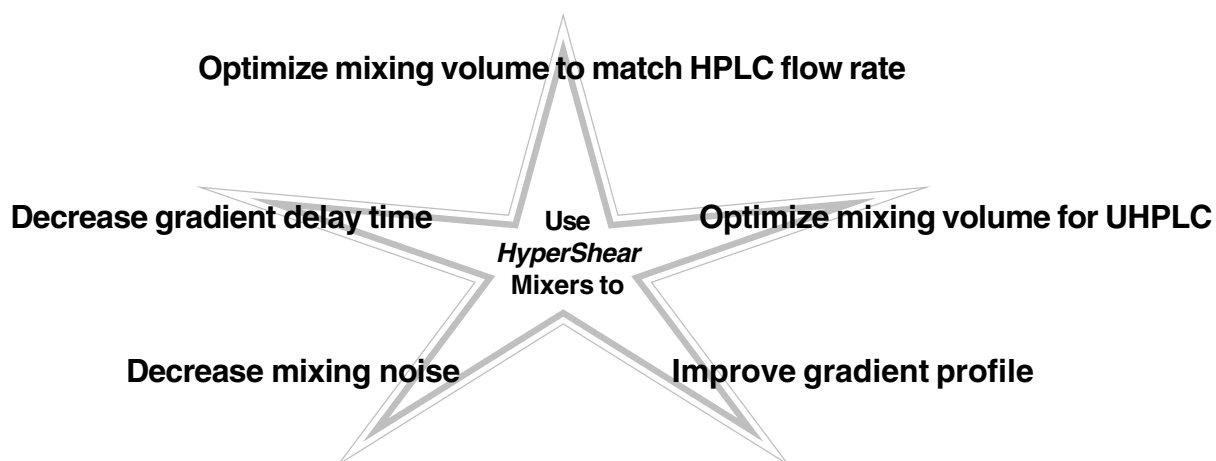 Optimize mixing volume to match HPLC flow rate
Decrease gradient delay time
Use
HyperShear
Mixers to
Optimize mixing volume for UHPLC
Decrease mixing noise
Improve gradient profile